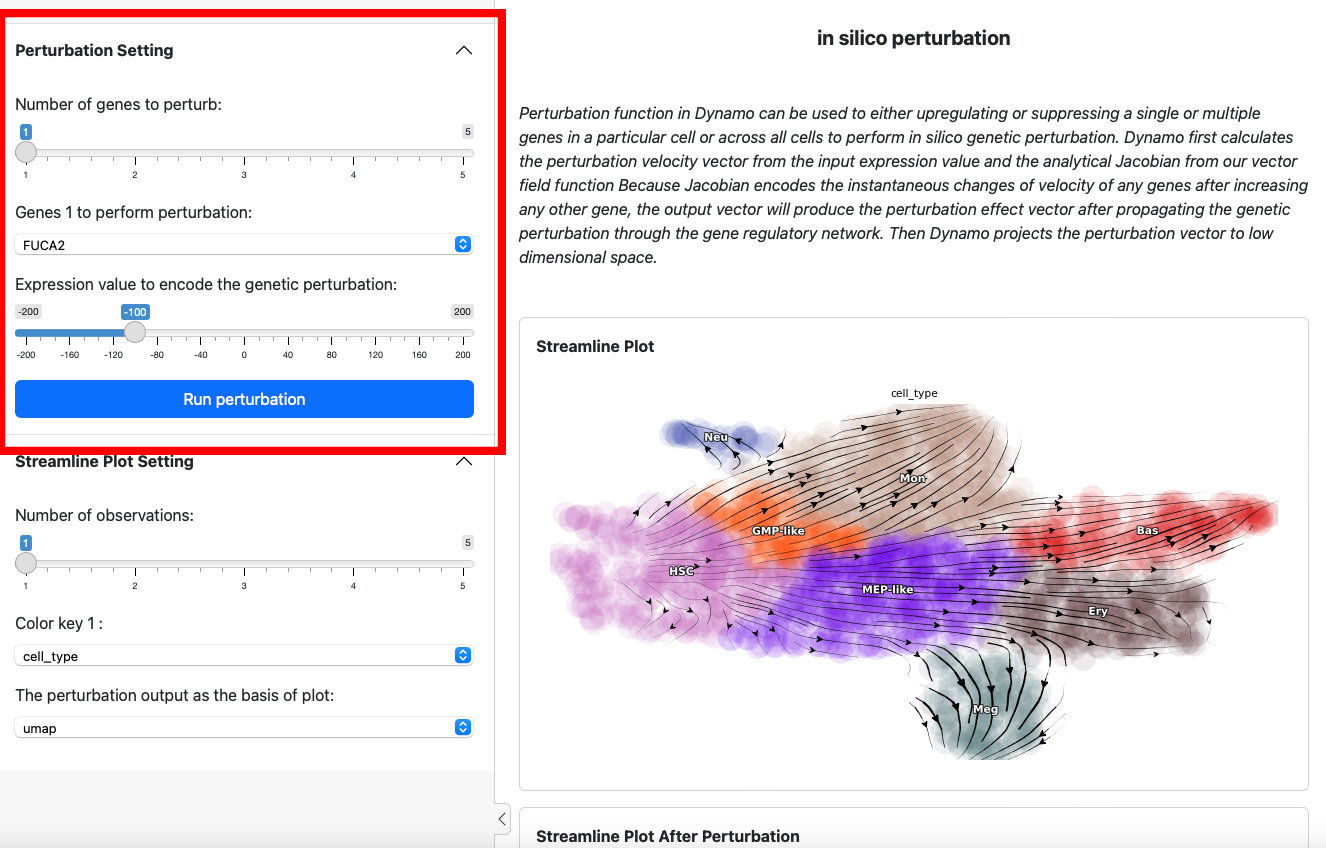 Perturbation Setting
Number of genes to perturb:
1 5
1 2 3 4 5
Genes 1 to perform perturbation:
FUCA2
Expression value to encode the genetic perturbation:
-200 -100 200
-200 -160 -120 -80 -40 0 40 80 120 160 200
Run perturbation
Streamline Plot Setting
Number of observations:
1 5
1 2 3 4 5
Color key 1 :
cell_type
The perturbation output as the basis of plot:
umap
in silico perturbation
Perturbation function in Dynamo can be used to either upregulating or suppressing a single or multiple
genes in a particular cell or across all cells to perform in silico genetic perturbation. Dynamo first calculates
the perturbation velocity vector from the input expression value and the analytical Jacobian from our vector
field function Because Jacobian encodes the instantaneous changes of velocity of any genes after increasing
any other gene, the output vector will produce the perturbation effect vector after propagating the genetic
perturbation through the gene regulatory network. Then Dynamo projects the perturbation vector to low
dimensional space.
Streamline Plot
cell_type
Neu
Mon
GMP-like
Bas
HSC
MEP-like
Ery
Meg
Streamline Plot After Perturbation